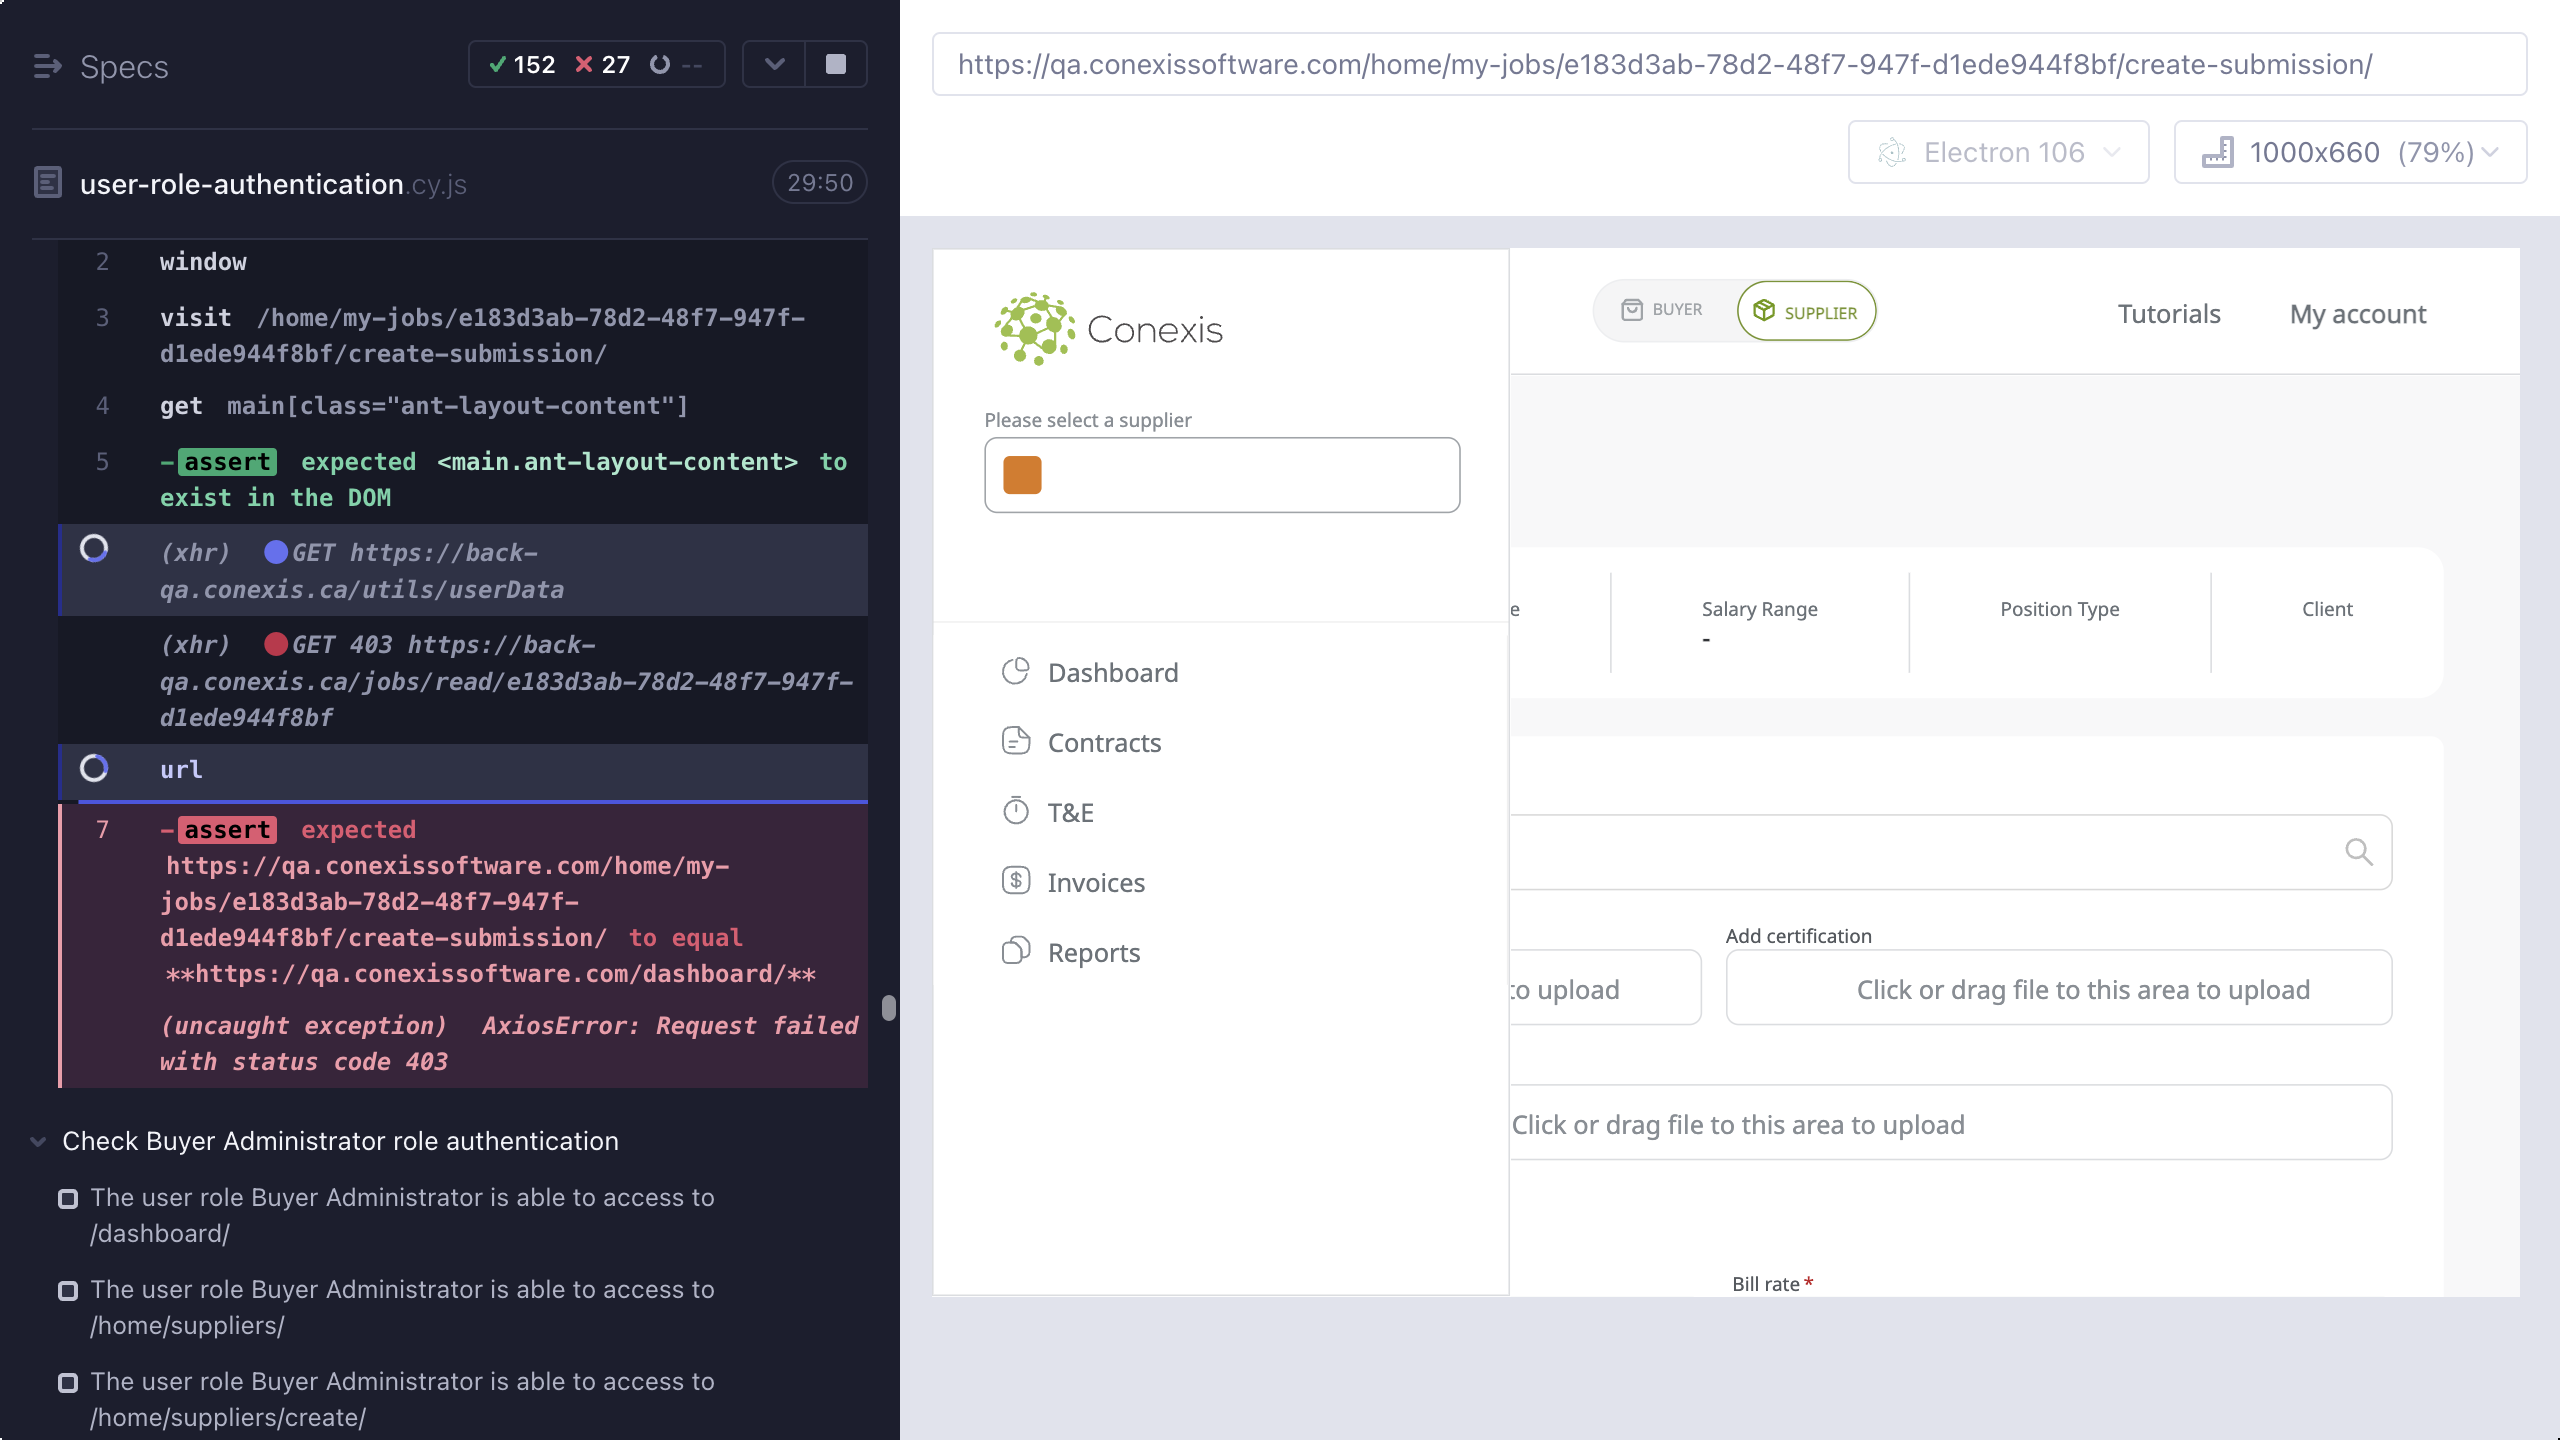 Specs
152
27
--
user-role-authentication.cy.js
29:50
2 window
3 visit /home/my-jobs/e183d3ab-78d2-48f7-947f-
d1ede944f8bf/create-submission/
4 get main[class="ant-layout-content"]
5 -assert expected <main.ant-layout-content> to
exist in the DOM
(xhr) GET https://back-
qa.conexis.ca/utils/userData
(xhr) GET 403 https://back-
qa.conexis.ca/jobs/read/e183d3ab-78d2-48f7-947f-
d1ede944f8bf
url
7 -assert expected
https://qa.conexissoftware.com/home/my-
jobs/e183d3ab-78d2-48f7-947f-
d1ede944f8bf/create-submission/ to equal
**https://qa.conexissoftware.com/dashboard/**
(uncaught exception) AxiosError: Request failed
with status code 403
Check Buyer Administrator role authentication
The user role Buyer Administrator is able to access to
/dashboard/
The user role Buyer Administrator is able to access to
/home/suppliers/
The user role Buyer Administrator is able to access to
/home/suppliers/create/
https://qa.conexissoftware.com/home/my-jobs/e183d3ab-78d2-48f7-947f-d1ede944f8bf/create-submission/
Electron 106
1000x660 (79%)
Conexis
BUYER
SUPPLIER
Tutorials
My account
Please select a supplier
Dashboard
Contracts
T&E
Invoices
Reports
e
Salary Range
-
Position Type
Client
Add certification
to upload
Click or drag file to this area to upload
Click or drag file to this area to upload
Bill rate*